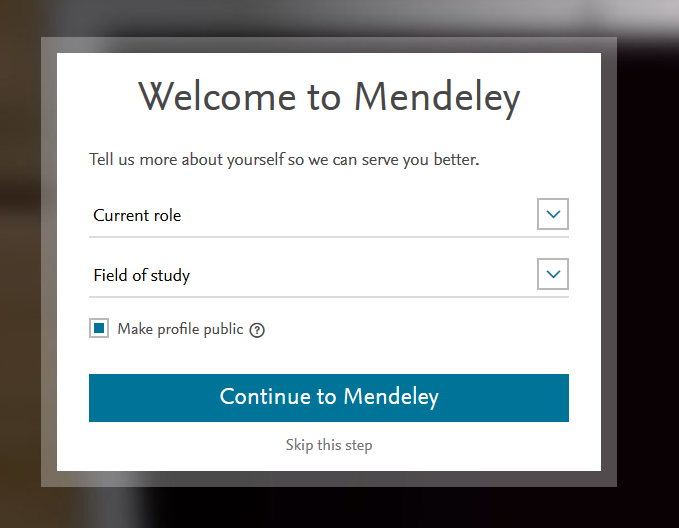 Welcome to Mendeley
Tell us more about yourself so we can serve you better.
Current role
Field of study
Make profile public ?
Continue to Mendeley
Skip this step